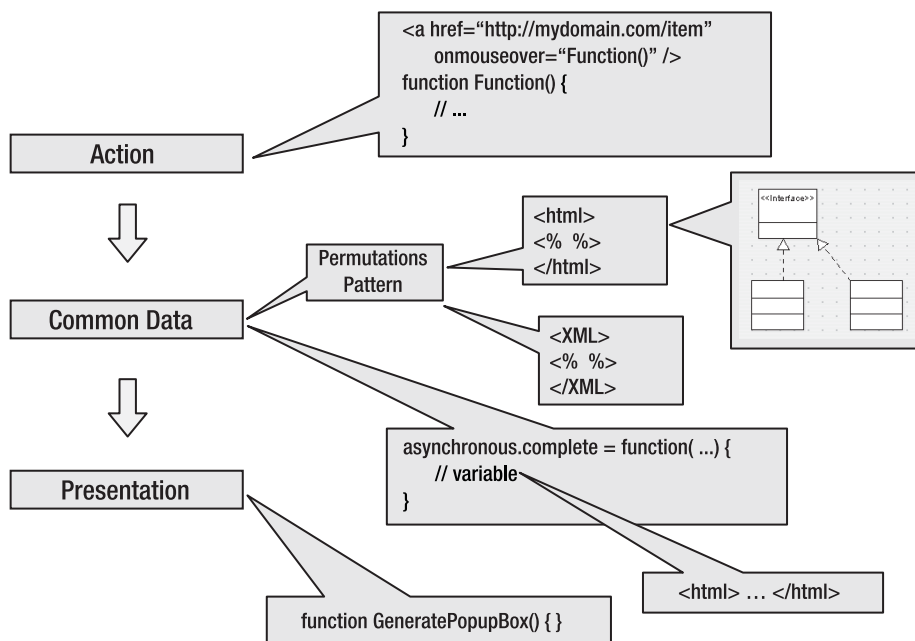 <a href=“http://mydomain.com/item”
onmouseover=“Function()” />
function Function() {
// ...
}
Action
<<Interface>>
<html>
<% %>
</html>
Permutations
Pattern
Common Data
<XML>
<% %>
</XML>
asynchronous.complete = function( ...) {
// variable
}
Presentation
<html> … </html>
function GeneratePopupBox() { }